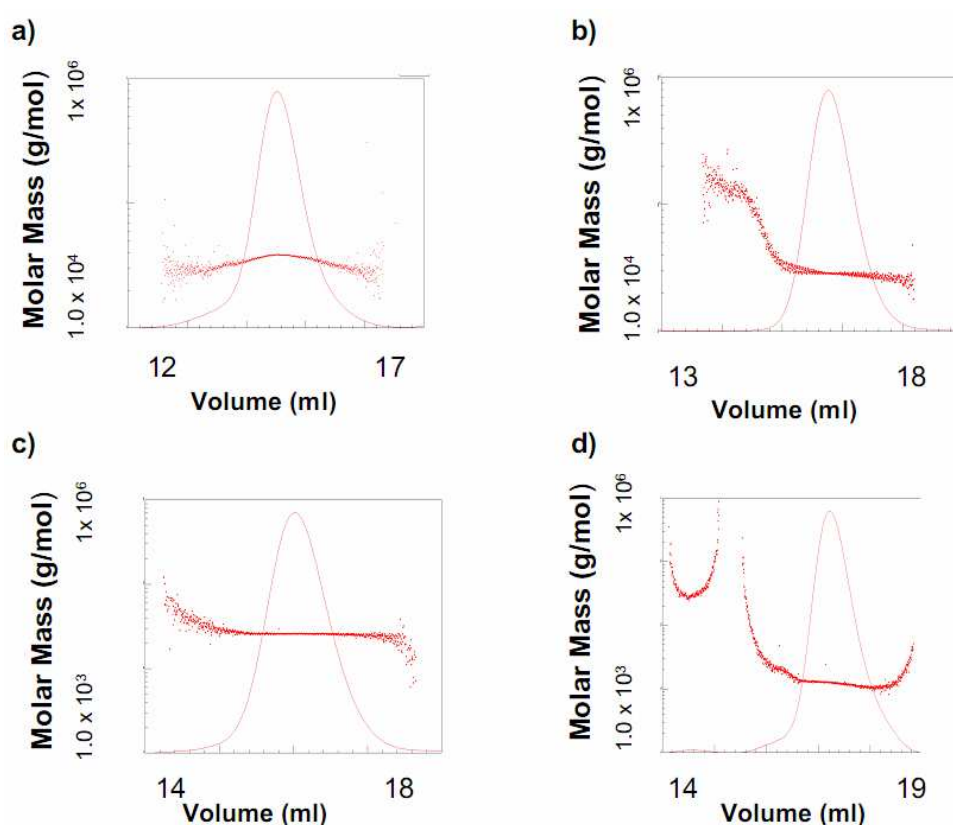 a)
Molar Mass (g/mol)
1x 10⁶
1.0 x 10⁴
12 17
Volume (ml)
b)
Molar Mass (g/mol)
1x 10⁶
1.0 x 10⁴
13 18
Volume (ml)
c)
Molar Mass (g/mol)
1x 10⁶
1.0 x 10³
14 18
Volume (ml)
d)
Molar Mass (g/mol)
1x 10⁶
1.0 x 10³
14 19
Volume (ml)